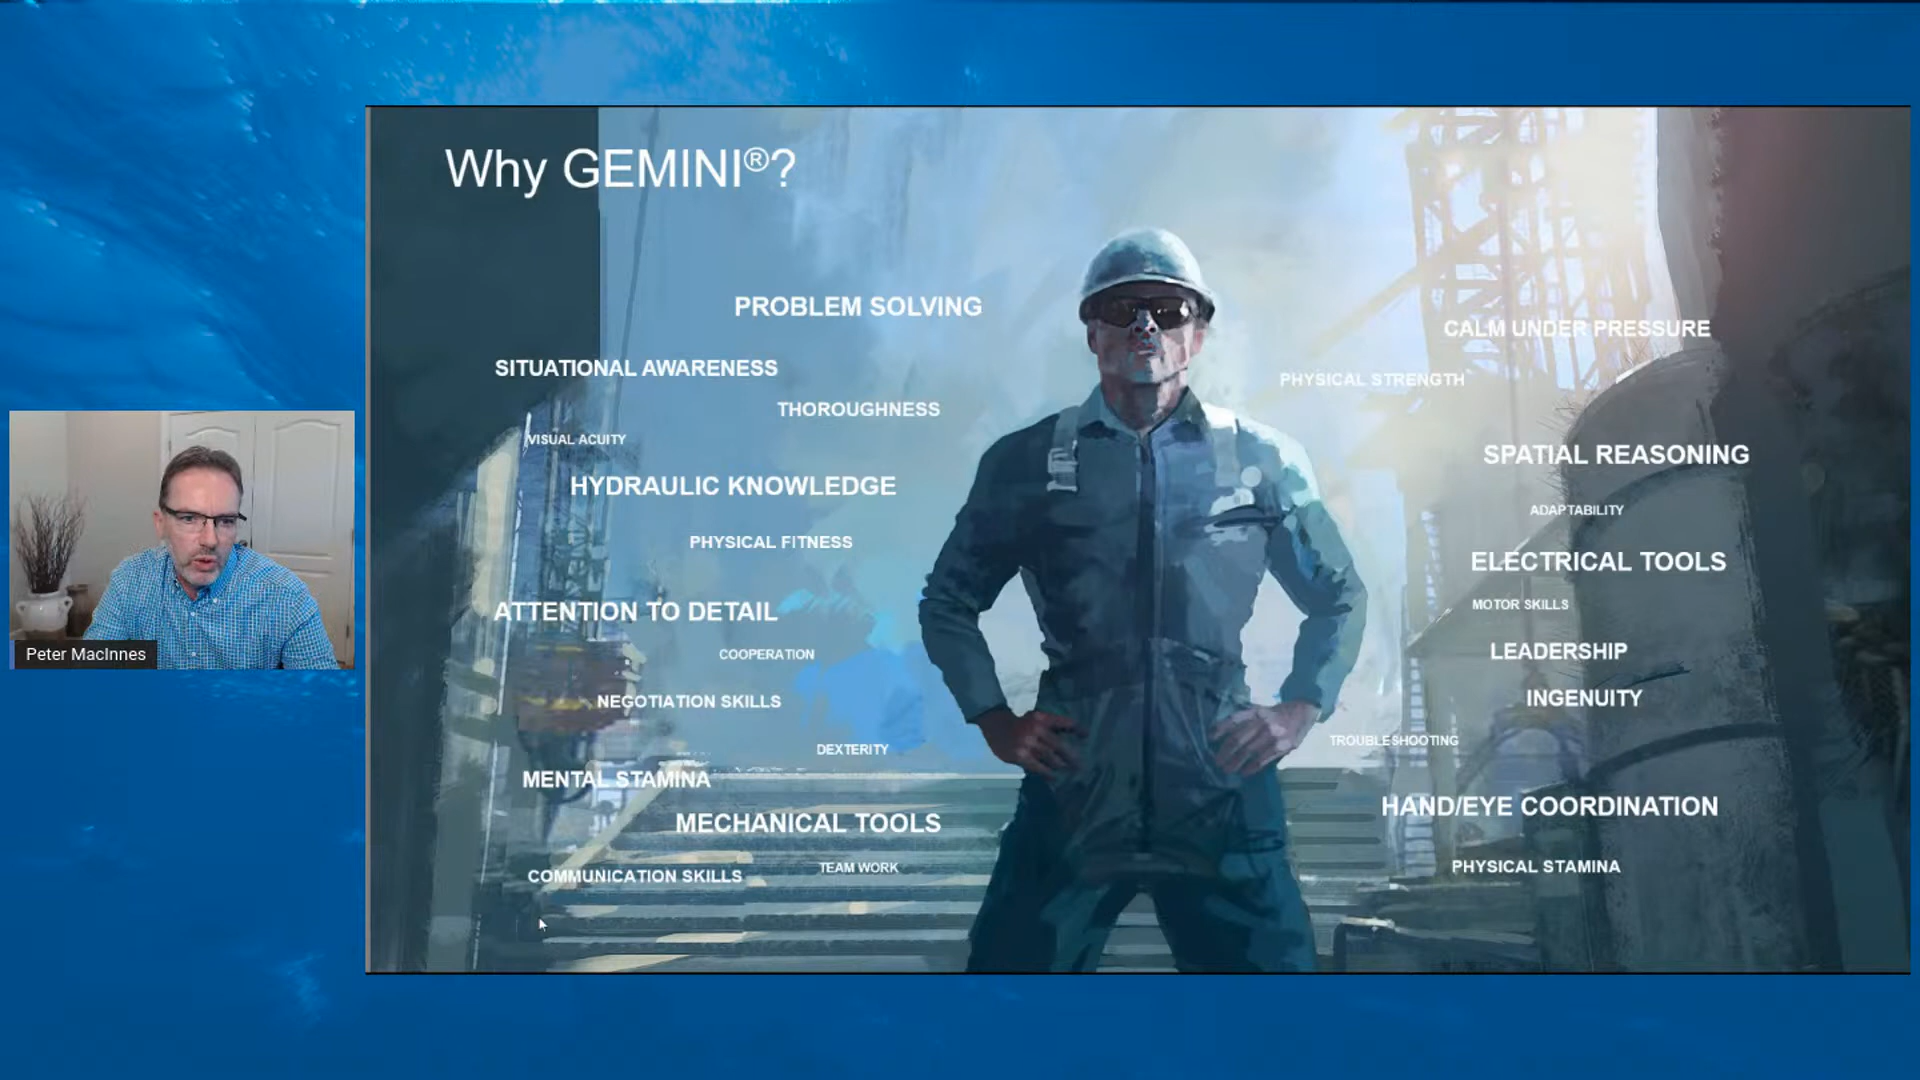 Why GEMINI®?
PROBLEM SOLVING
SITUATIONAL AWARENESS
THOROUGHNESS
VISUAL ACUITY
HYDRAULIC KNOWLEDGE
PHYSICAL FITNESS
ATTENTION TO DETAIL
COOPERATION
NEGOTIATION SKILLS
DEXTERITY
MENTAL STAMINA
MECHANICAL TOOLS
TEAM WORK
COMMUNICATION SKILLS
CALM UNDER PRESSURE
PHYSICAL STRENGTH
SPATIAL REASONING
ADAPTABILITY
ELECTRICAL TOOLS
MOTOR SKILLS
LEADERSHIP
INGENUITY
TROUBLESHOOTING
HAND/EYE COORDINATION
PHYSICAL STAMINA
Peter MacInnes